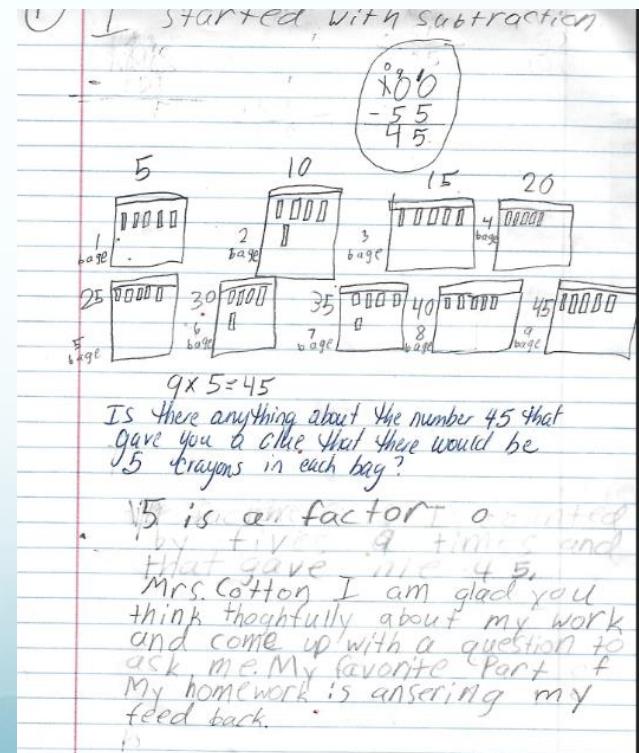 ① I started with subtraction
100
- 55
45
5 10 15 20
1 bage 2 bage 3 bage 4 bage
25 30 35 40 45
5 bage 6 bage 7 bage 8 bage 9 bage
9 x 5 = 45
Is there anything about the number 45 that
gave you a clue that there would be
5 crayons in each bag?
5 is a factor o
by five 9 tim and
that gave me 45.
Mrs. Cotton I am glad you
think thoghtfully about my work
and come up with a question to
ask me. My favorite Part f
My homework is ansering my
feed back.